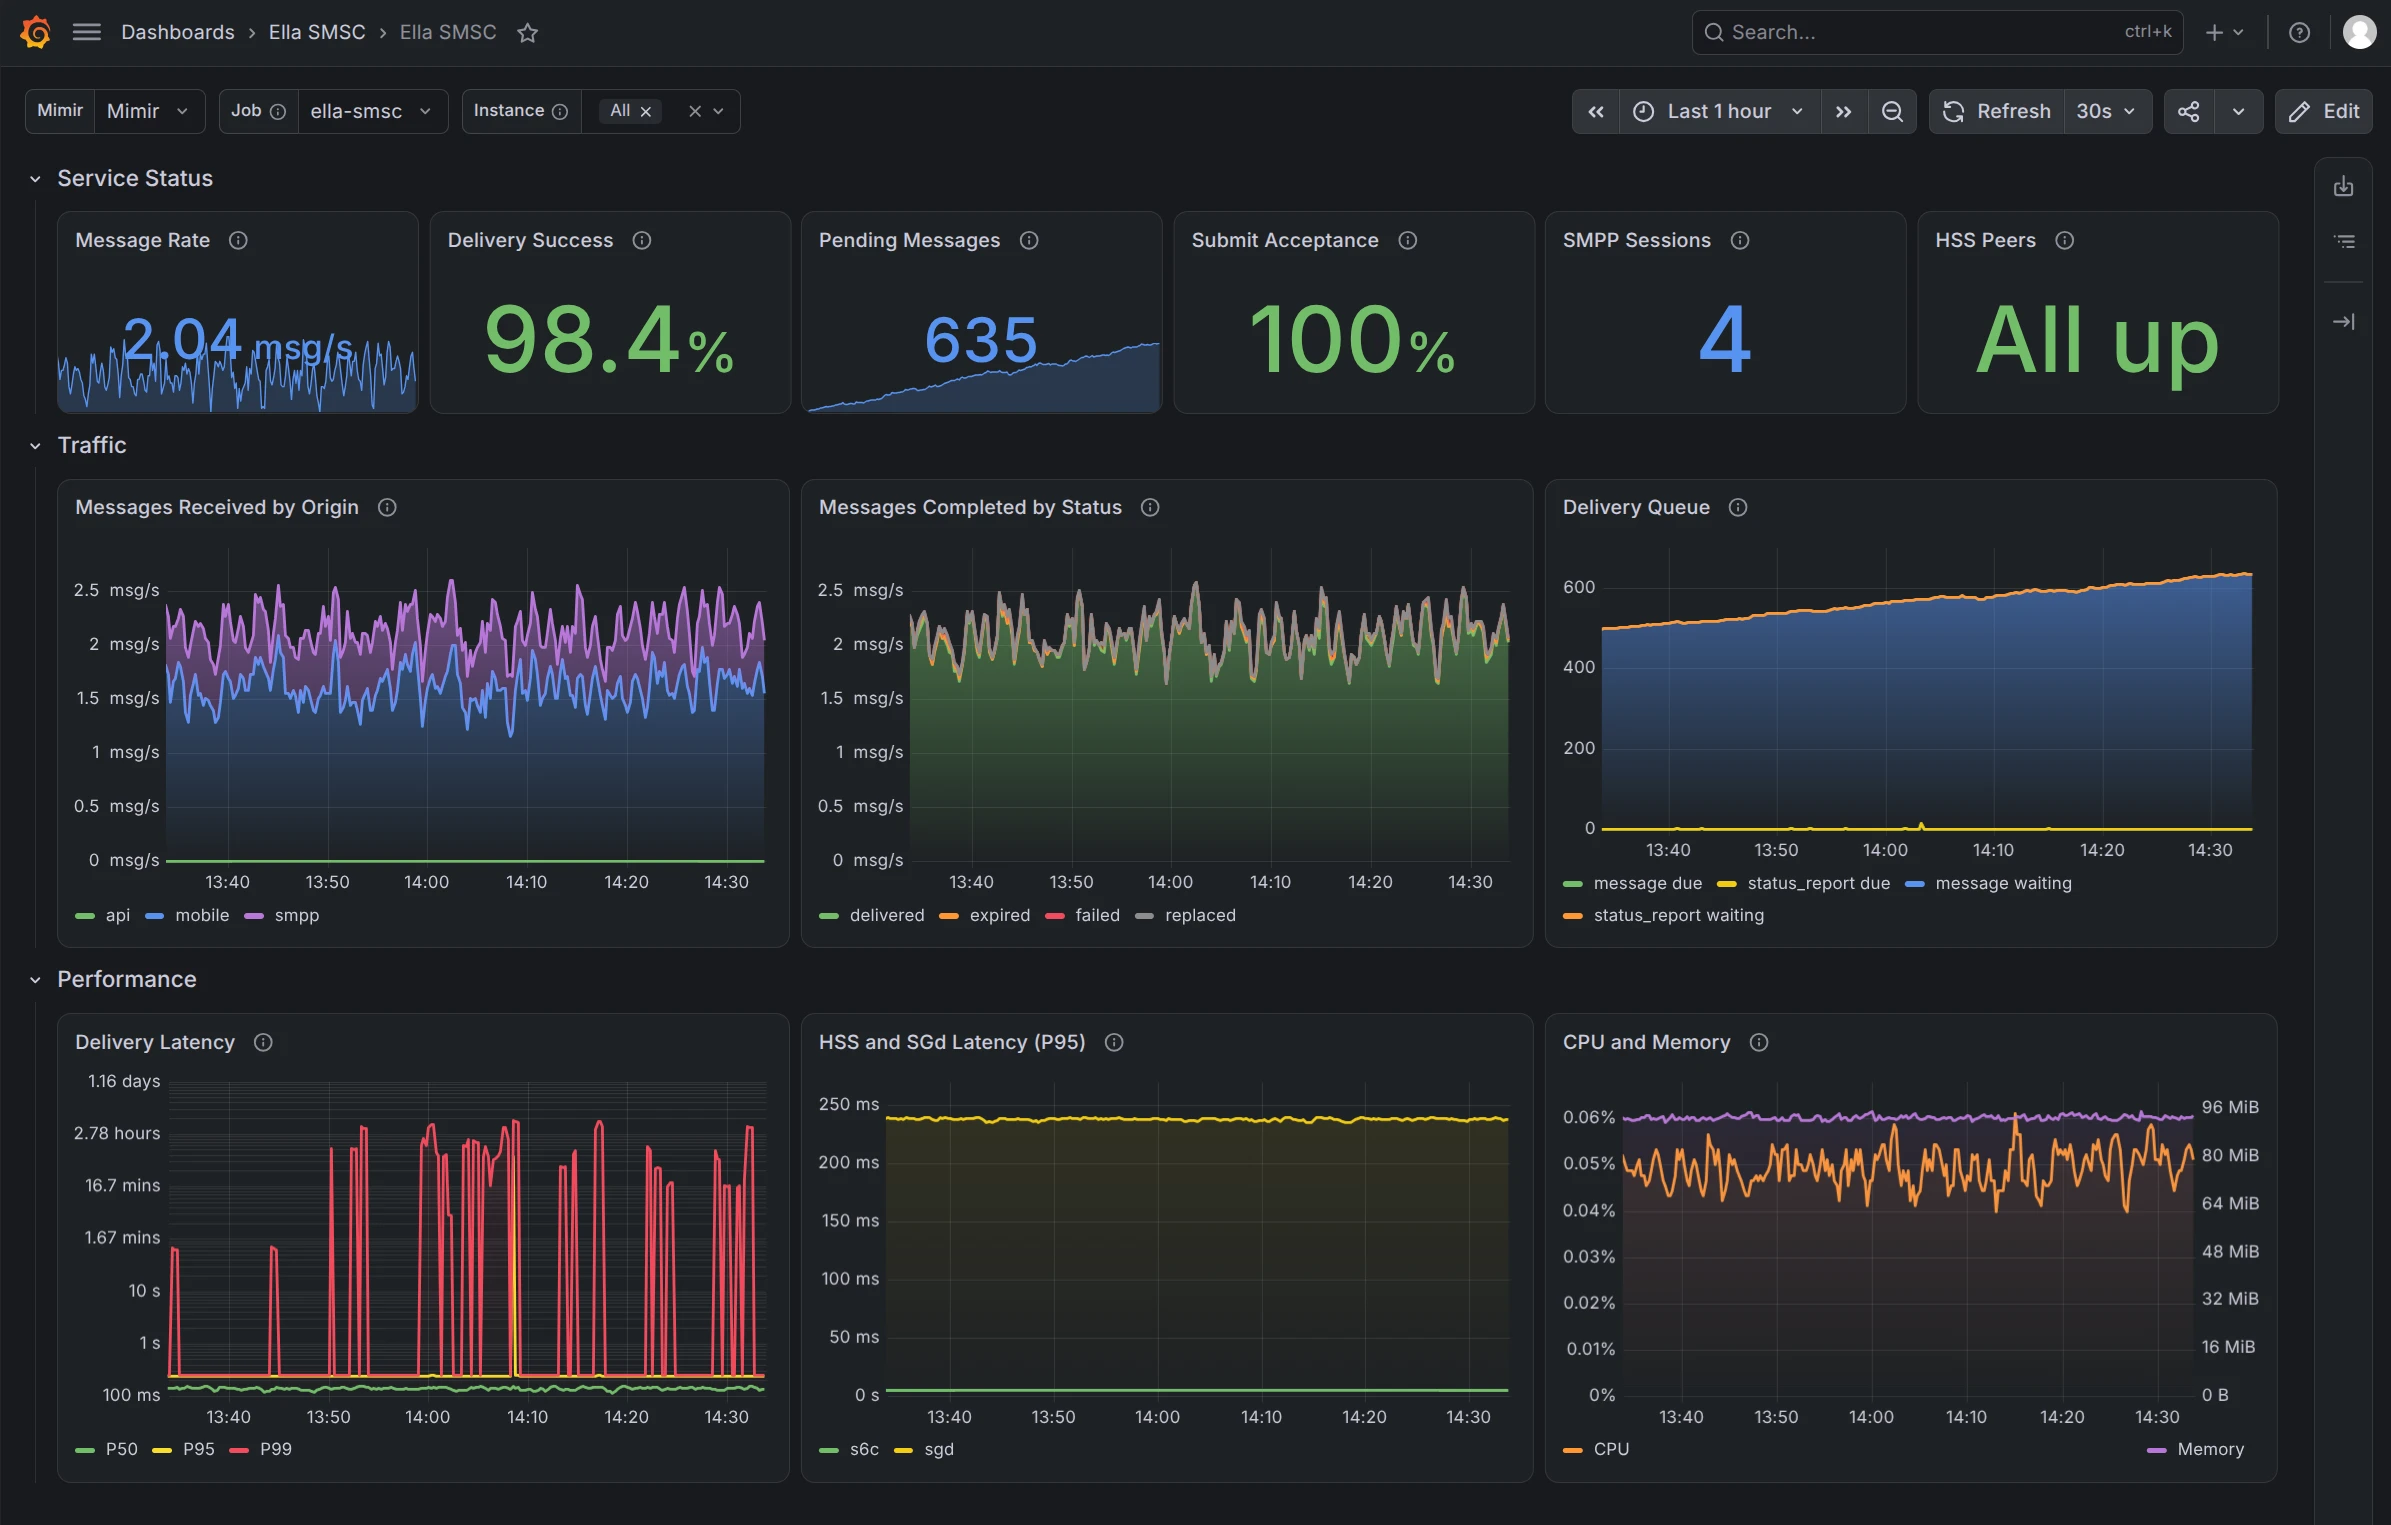 Dashboards › Ella SMSC › Ella SMSC
Search... ctrl+k
Mimir Mimir Job ella-smsc Instance All
Last 1 hour Refresh 30s Edit
Service Status
Message Rate
2.04 msg/s
Delivery Success
98.4%
Pending Messages
635
Submit Acceptance
100%
SMPP Sessions
4
HSS Peers
All up
Traffic
Messages Received by Origin
2.5 msg/s
2 msg/s
1.5 msg/s
1 msg/s
0.5 msg/s
0 msg/s
13:40 13:50 14:00 14:10 14:20 14:30
api mobile smpp
Messages Completed by Status
2.5 msg/s
2 msg/s
1.5 msg/s
1 msg/s
0.5 msg/s
0 msg/s
13:40 13:50 14:00 14:10 14:20 14:30
delivered expired failed replaced
Delivery Queue
600
400
200
0
13:40 13:50 14:00 14:10 14:20 14:30
message due status_report due message waiting
status_report waiting
Performance
Delivery Latency
1.16 days
2.78 hours
16.7 mins
1.67 mins
10 s
1 s
100 ms
13:40 13:50 14:00 14:10 14:20 14:30
P50 P95 P99
HSS and SGd Latency (P95)
250 ms
200 ms
150 ms
100 ms
50 ms
0 s
13:40 13:50 14:00 14:10 14:20 14:30
s6c sgd
CPU and Memory
0.06% 96 MiB
0.05% 80 MiB
0.04% 64 MiB
0.03% 48 MiB
0.02% 32 MiB
0.01% 16 MiB
0% 0 B
13:40 13:50 14:00 14:10 14:20 14:30
CPU Memory